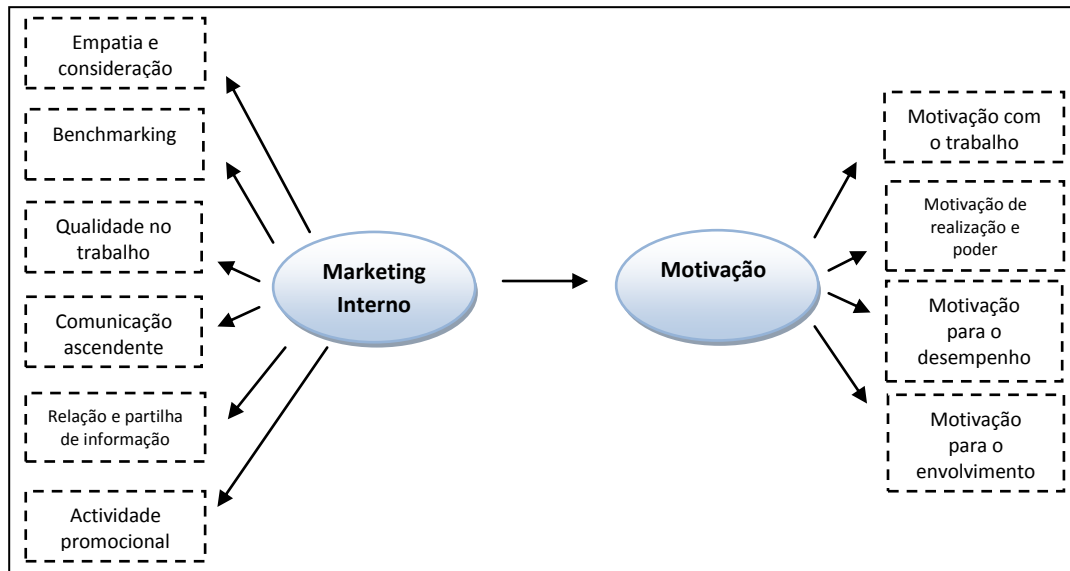 Empatia e
consideração
Benchmarking
Qualidade no
trabalho
Comunicação
ascendente
Relação e partilha
de informação
Actividade
promocional
Marketing
Interno
Motivação
Motivação com
o trabalho
Motivação de
realização e
poder
Motivação
para o
desempenho
Motivação
para o
envolvimento